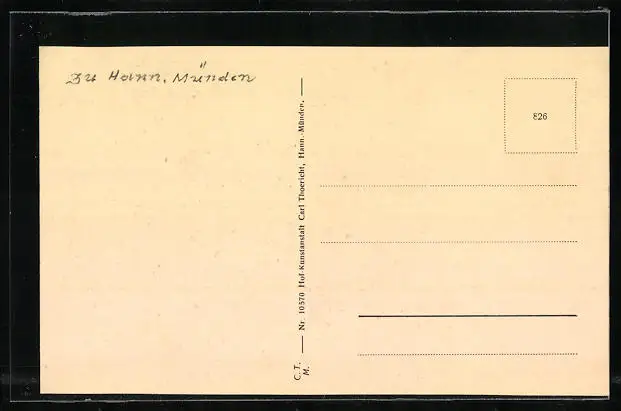 Zu Hann. Münden
826
C.T.
M.
Nr. 10570 Hof-Kunstanstalt Carl Thoericht, Hann.-Münden.